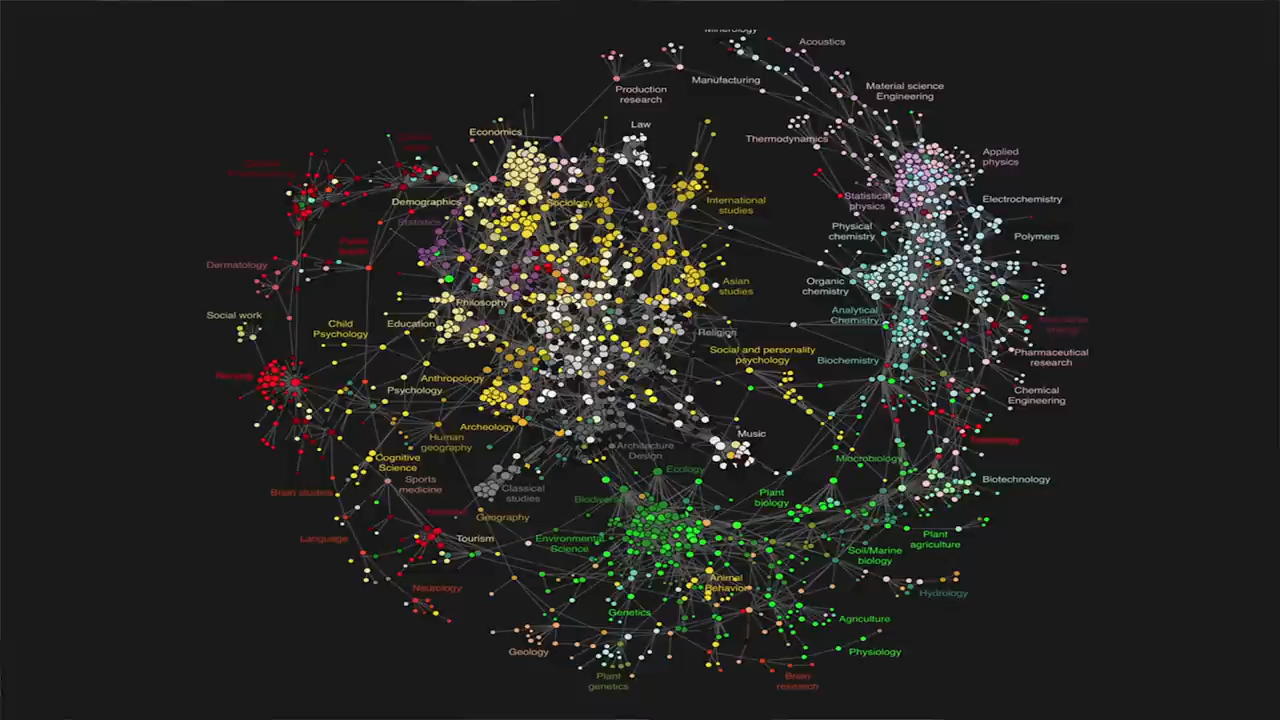 Minerology
Acoustics
Manufacturing
Production
research
Material science
Engineering
Law
Economics
Thermodynamics
Applied
physics
Demographics
Sociology
International
studies
Statistical
physics
Electrochemistry
Statistics
Physical
chemistry
Polymers
Dermatology
Asian
studies
Organic
chemistry
Philosophy
Social work
Child
Psychology
Education
Religion
Analytical
Chemistry
Social and personality
psychology
Biochemistry
Pharmaceutical
research
Nursing
Anthropology
Psychology
Chemical
Engineering
Archeology
Music
Human
geography
Architecture
Design
Toxicology
Cognitive
Science
Microbiology
Ecology
Sports
medicine
Biotechnology
Brain studies
Classical
studies
Plant
biology
Geography
Language
Tourism
Environmental
Science
Plant
agriculture
Soil/Marine
biology
Neurology
Animal
Behavior
Hydrology
Genetics
Agriculture
Geology
Physiology
Plant
genetics
Brain
research